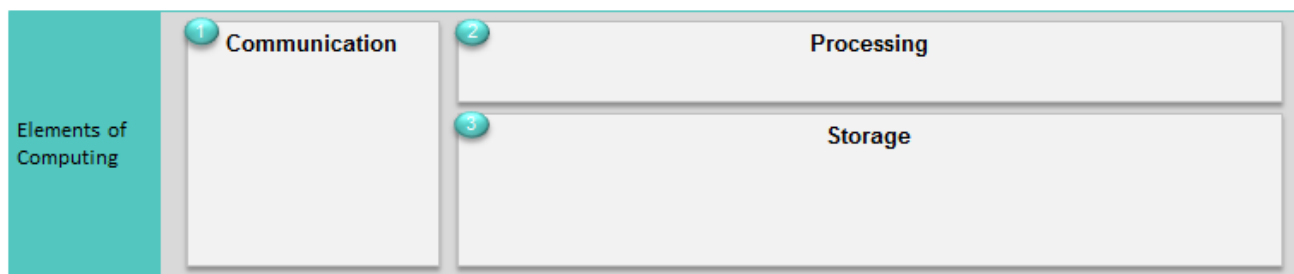 Elements of
Computing
1
Communication
2
Processing
3
Storage